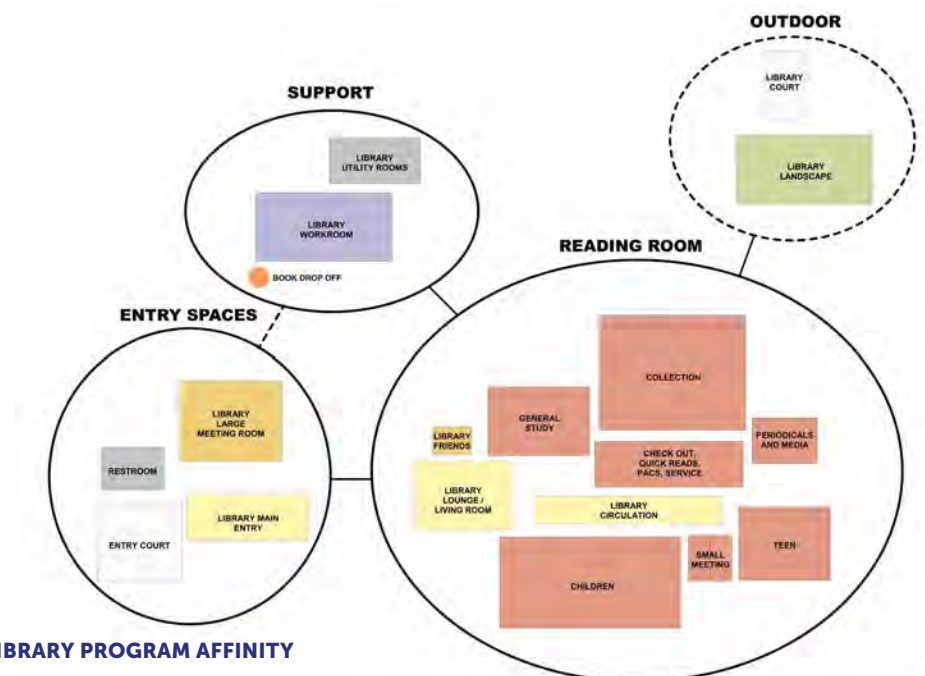 OUTDOOR
LIBRARY
COURT
LIBRARY
LANDSCAPE
SUPPORT
LIBRARY
UTILITY ROOMS
LIBRARY
WORKROOM
BOOK DROP OFF
READING ROOM
COLLECTION
GENERAL
STUDY
LIBRARY
FRIENDS
PERIODICALS
AND MEDIA
CHECK OUT,
QUICK READS,
PACS, SERVICE
LIBRARY
LOUNGE /
LIVING ROOM
LIBRARY
CIRCULATION
CHILDREN
SMALL
MEETING
TEEN
ENTRY SPACES
LIBRARY
LARGE
MEETING ROOM
RESTROOM
LIBRARY MAIN
ENTRY
ENTRY COURT
IBRARY PROGRAM AFFINITY